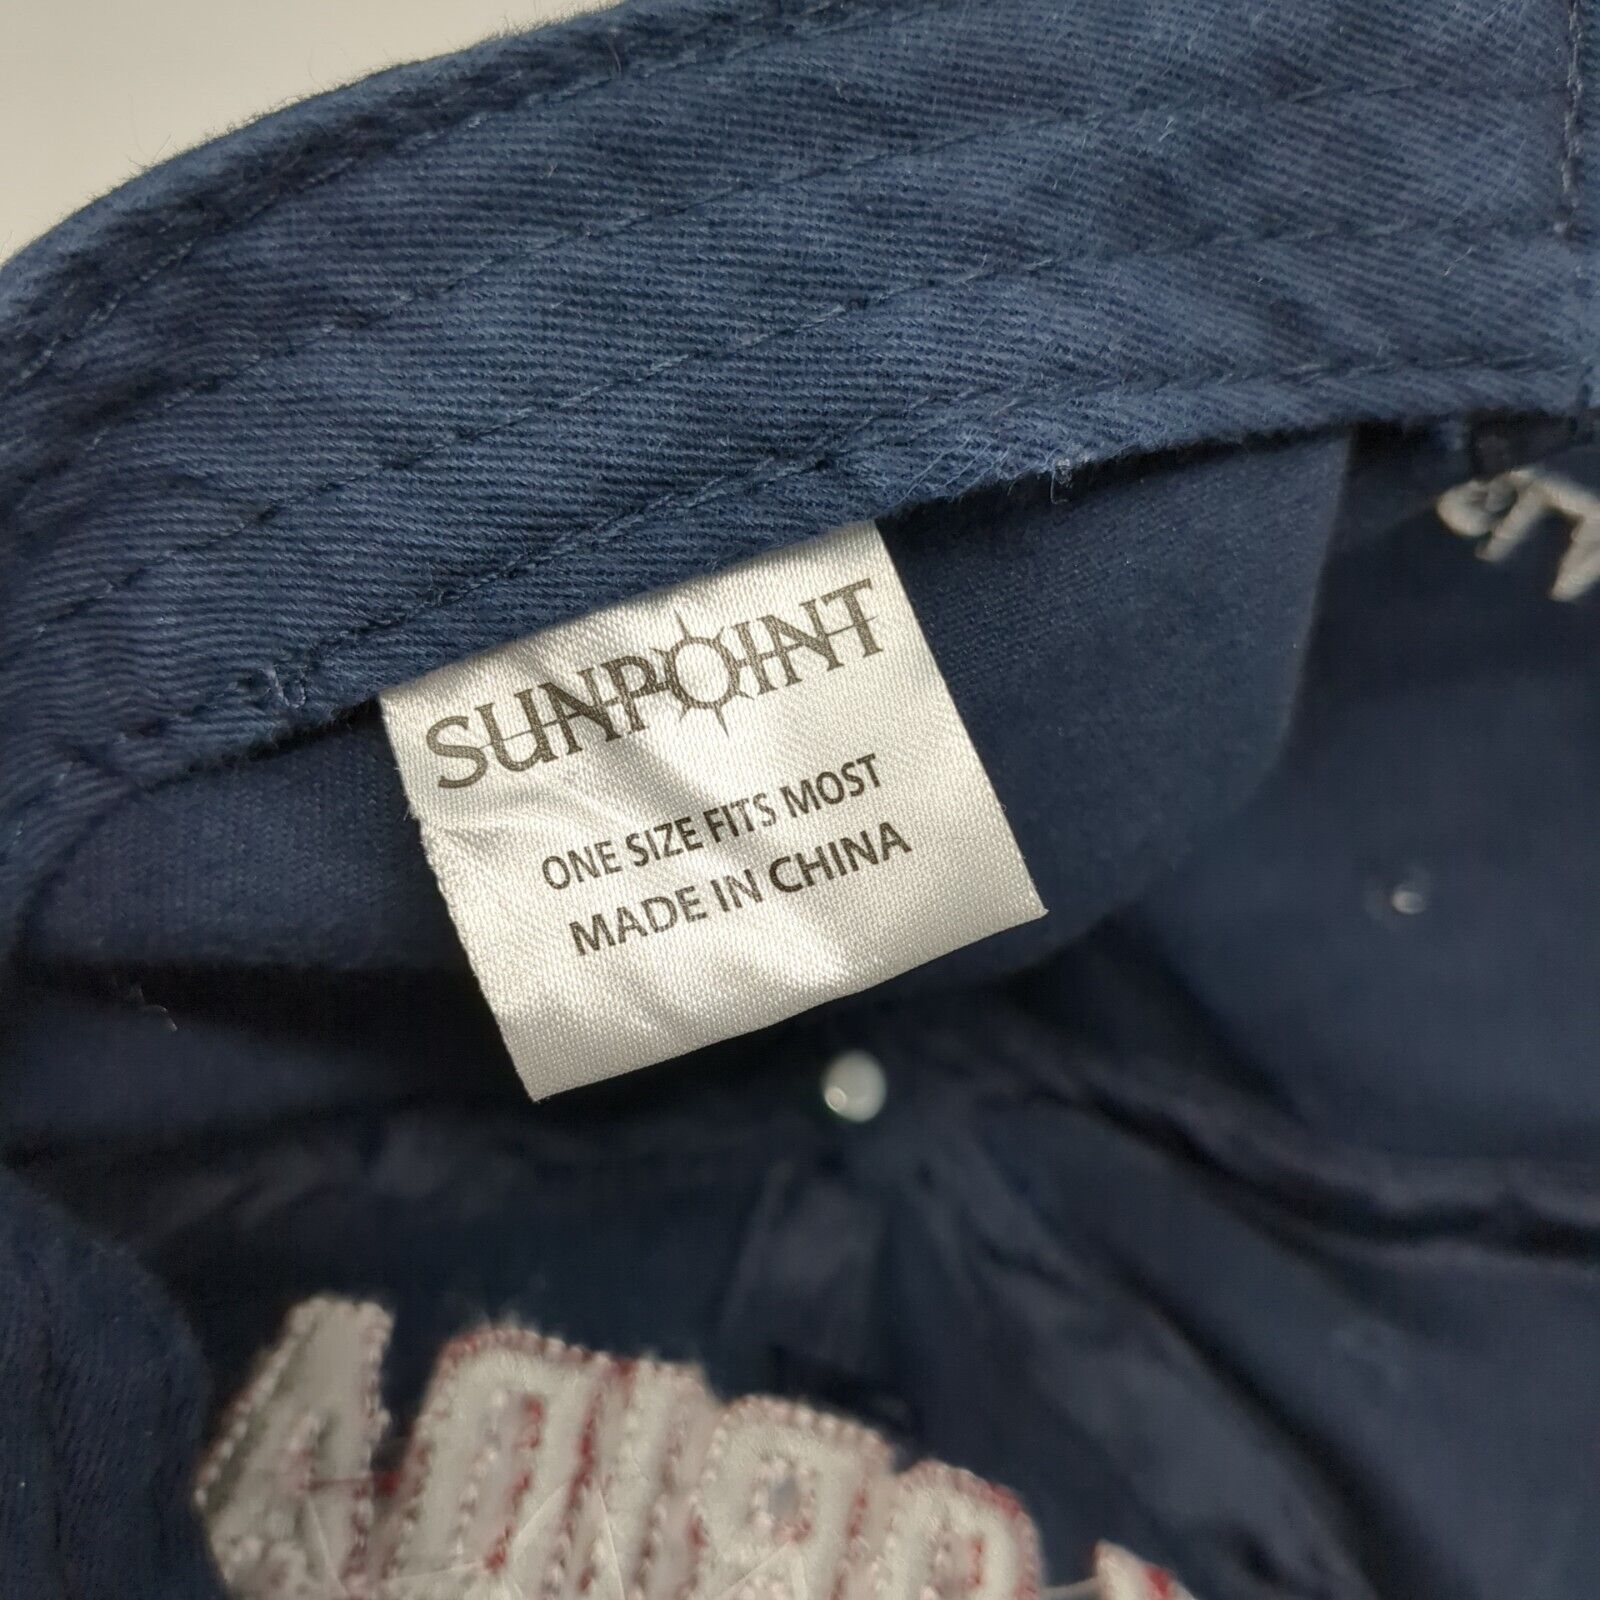 SUNPOINT
ONE SIZE FITS MOST
MADE IN CHINA